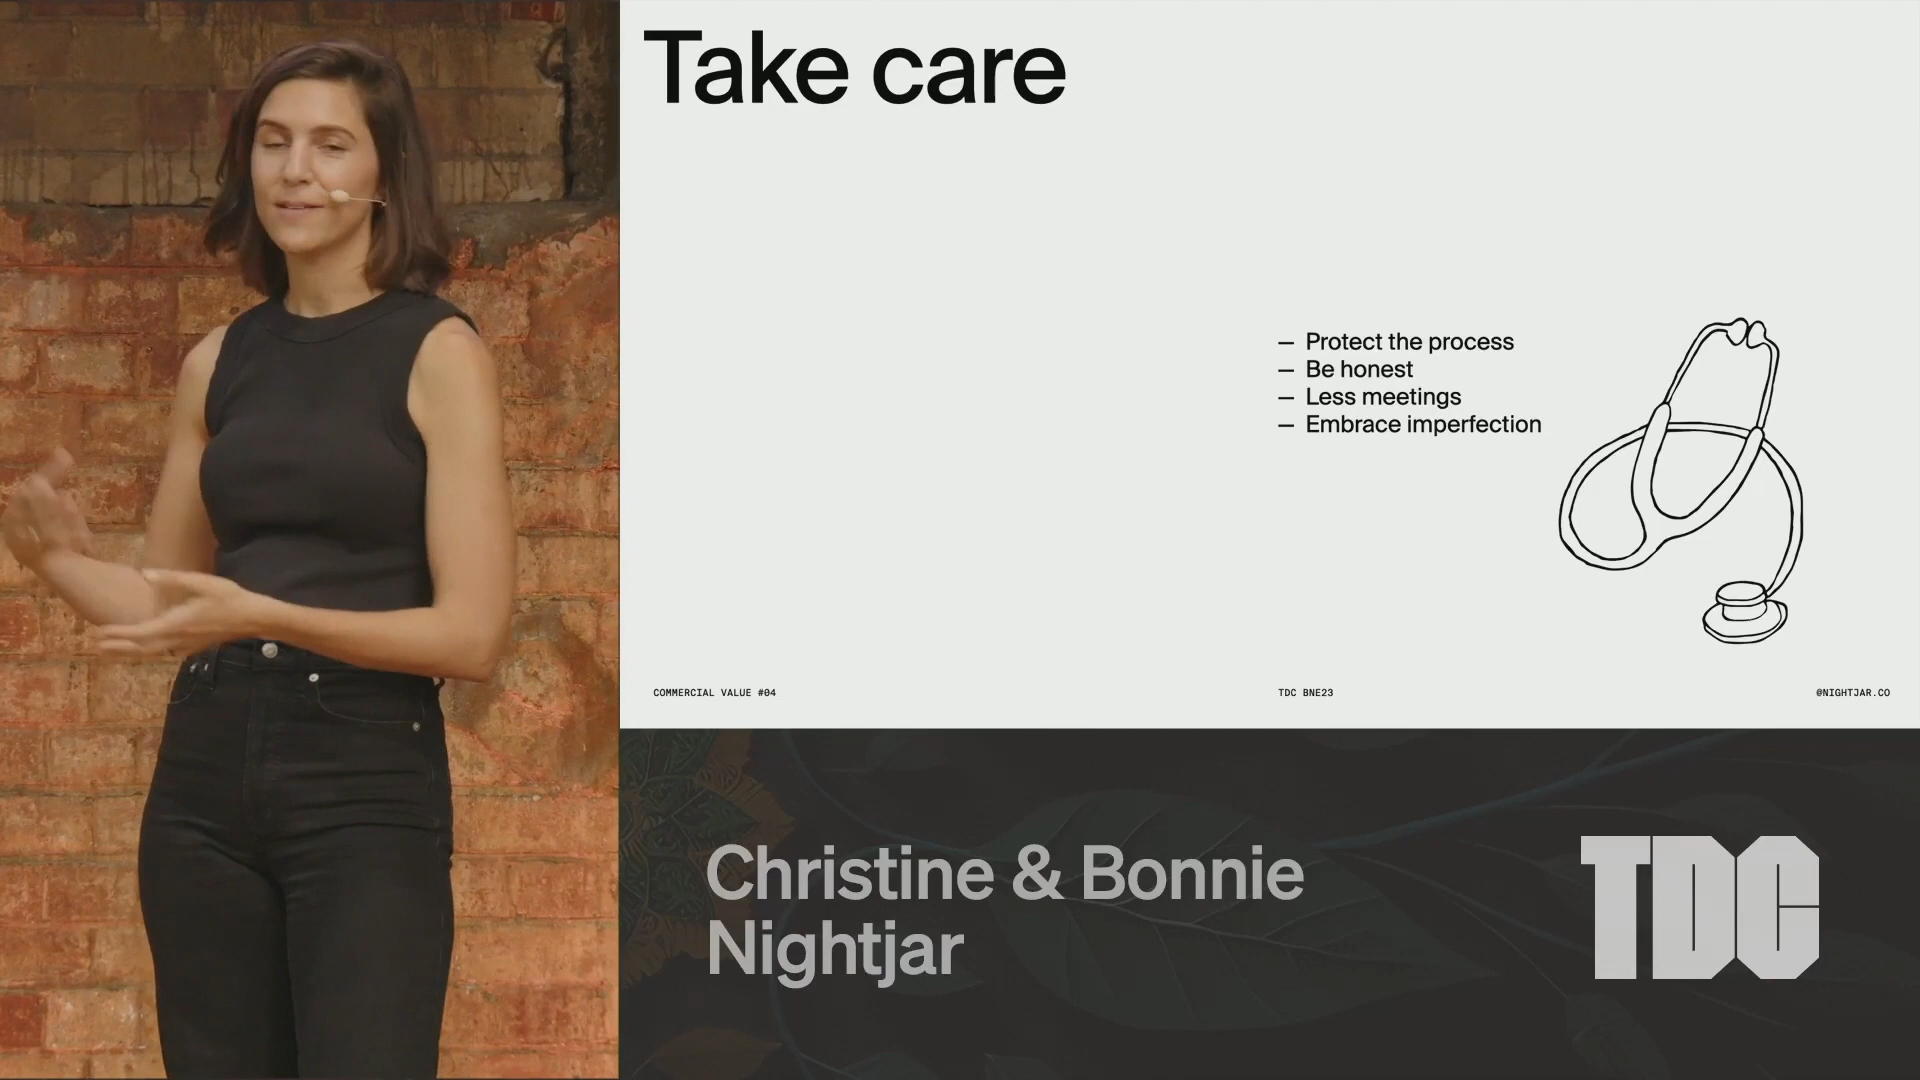 Take care
— Protect the process
— Be honest
— Less meetings
— Embrace imperfection
COMMERCIAL VALUE #04
TDC BNE23
@NIGHTJAR.CO
Christine & Bonnie
Nightjar
TDC